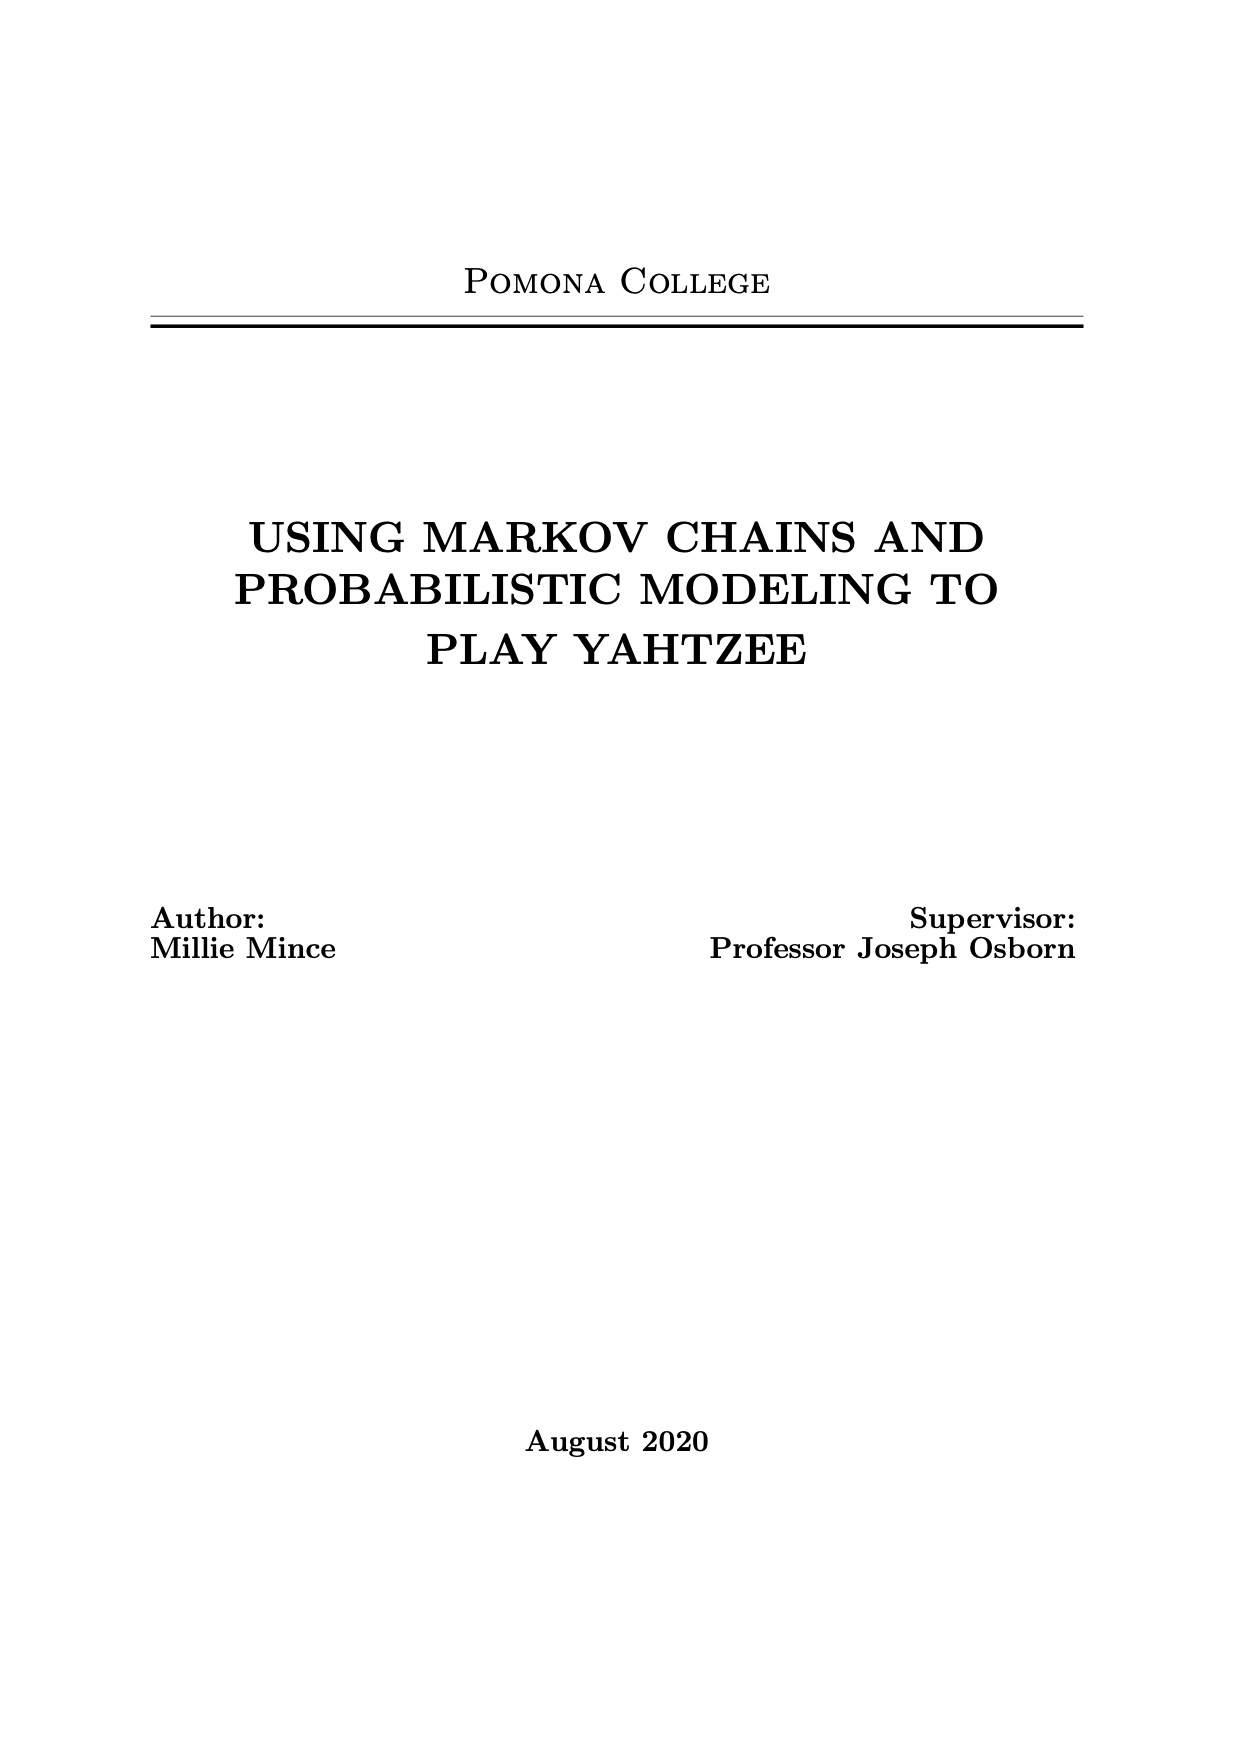 Pomona College
USING MARKOV CHAINS AND
PROBABILISTIC MODELING TO
PLAY YAHTZEE
Author:
Millie Mince
Supervisor:
Professor Joseph Osborn
August 2020